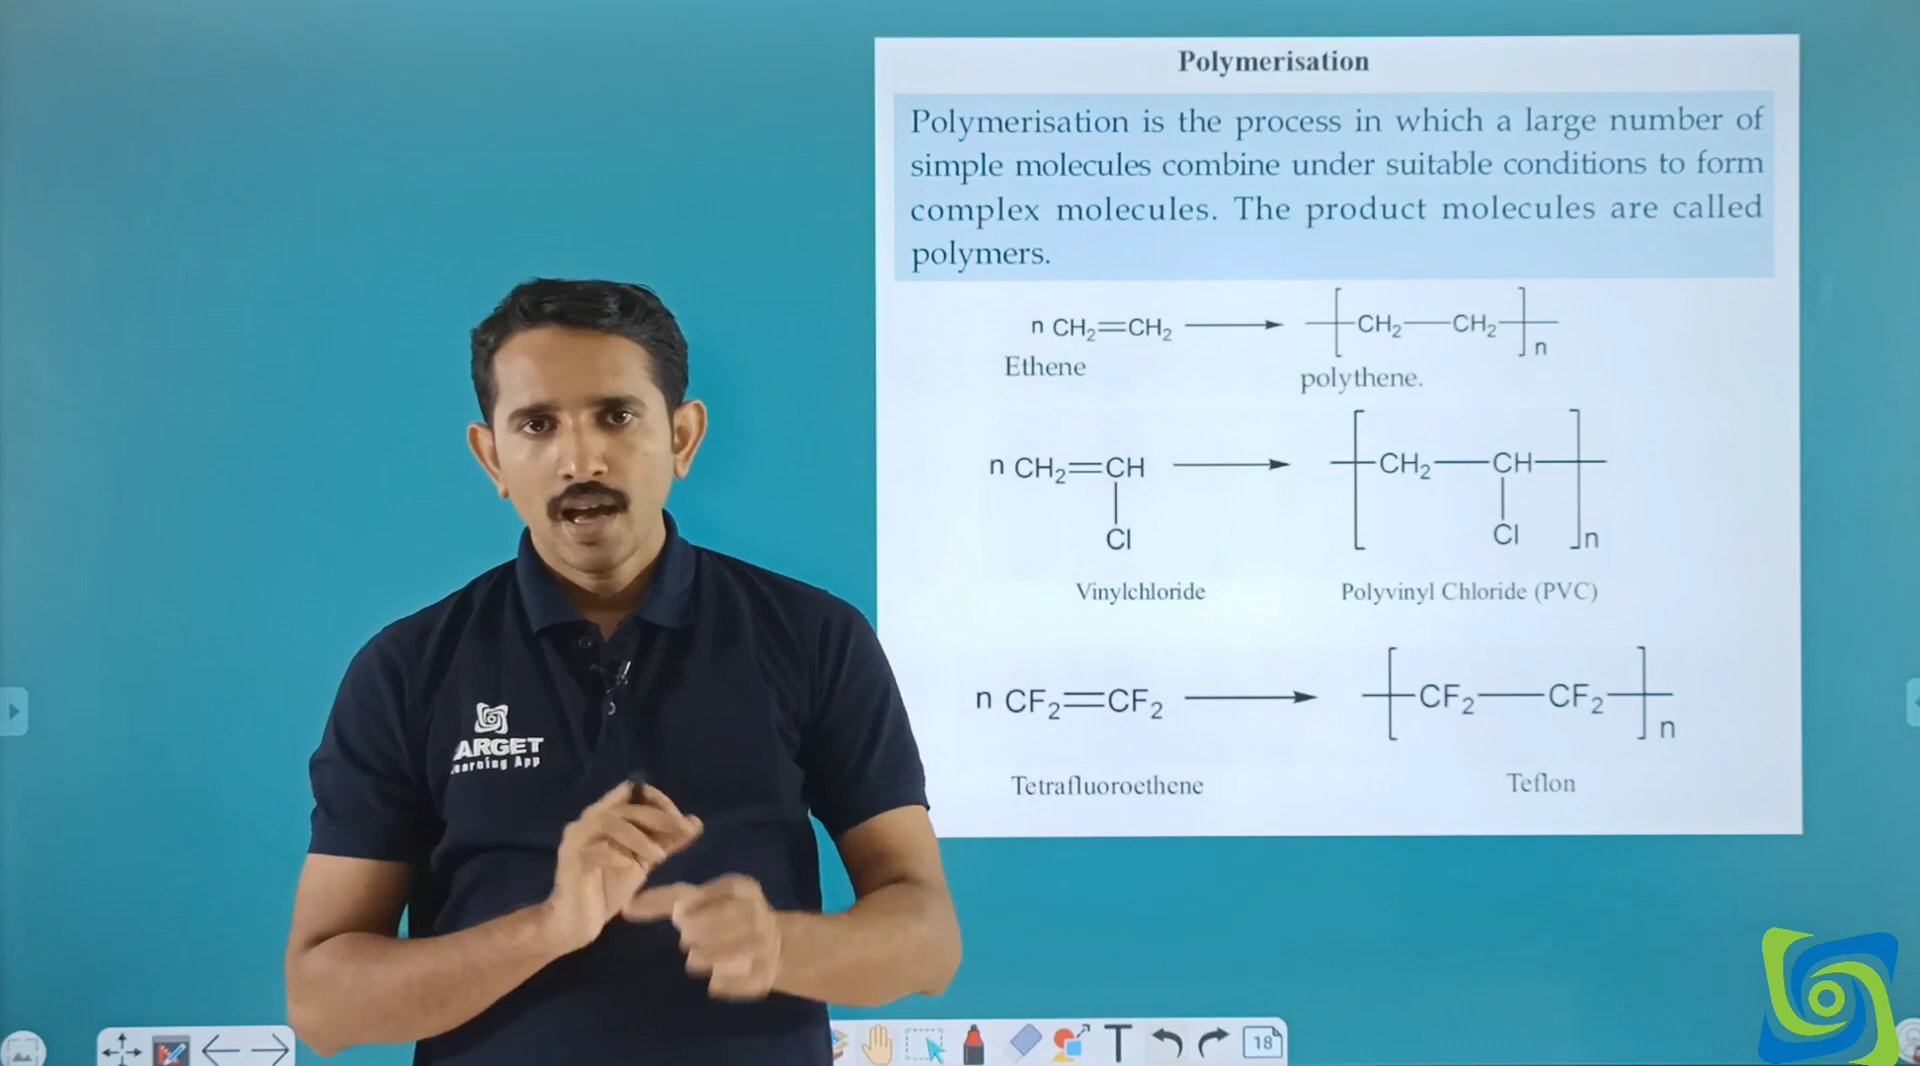 Polymerisation
Polymerisation is the process in which a large number of
simple molecules combine under suitable conditions to form
complex molecules. The product molecules are called
polymers.
n CH₂=CH₂ ⟶ [CH₂—CH₂]n
Ethene
polythene.
n CH₂=CH ⟶ [CH₂—CH]n
Cl Cl
Vinylchloride Polyvinyl Chloride (PVC)
n CF₂=CF₂ ⟶ [CF₂—CF₂]n
Tetrafluoroethene Teflon
ARGET
earning App
T
18